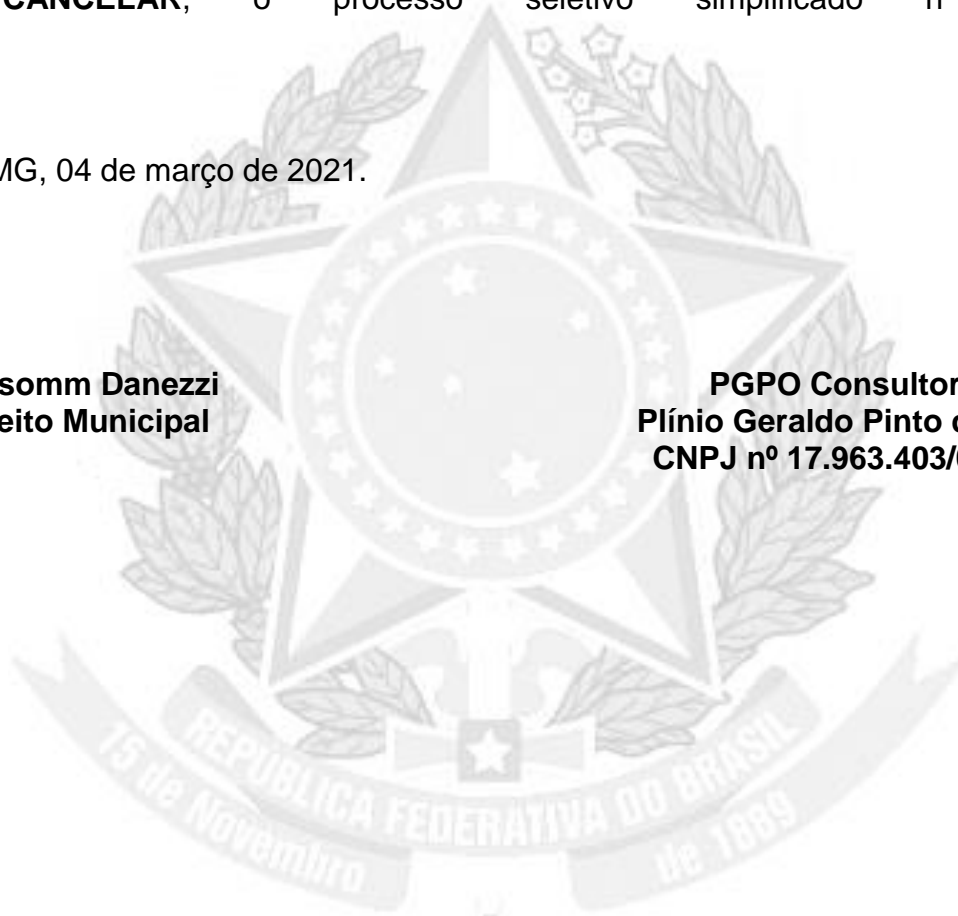 CANCELAR, o processo seletivo simplificado n
MG, 04 de março de 2021.
somm Danezzi
eito Municipal
PGPO Consultor
Plínio Geraldo Pinto
CNPJ nº 17.963.403/
15 de Novembro
REPÚBLICA FEDERATIVA DO BRASIL
de 1889